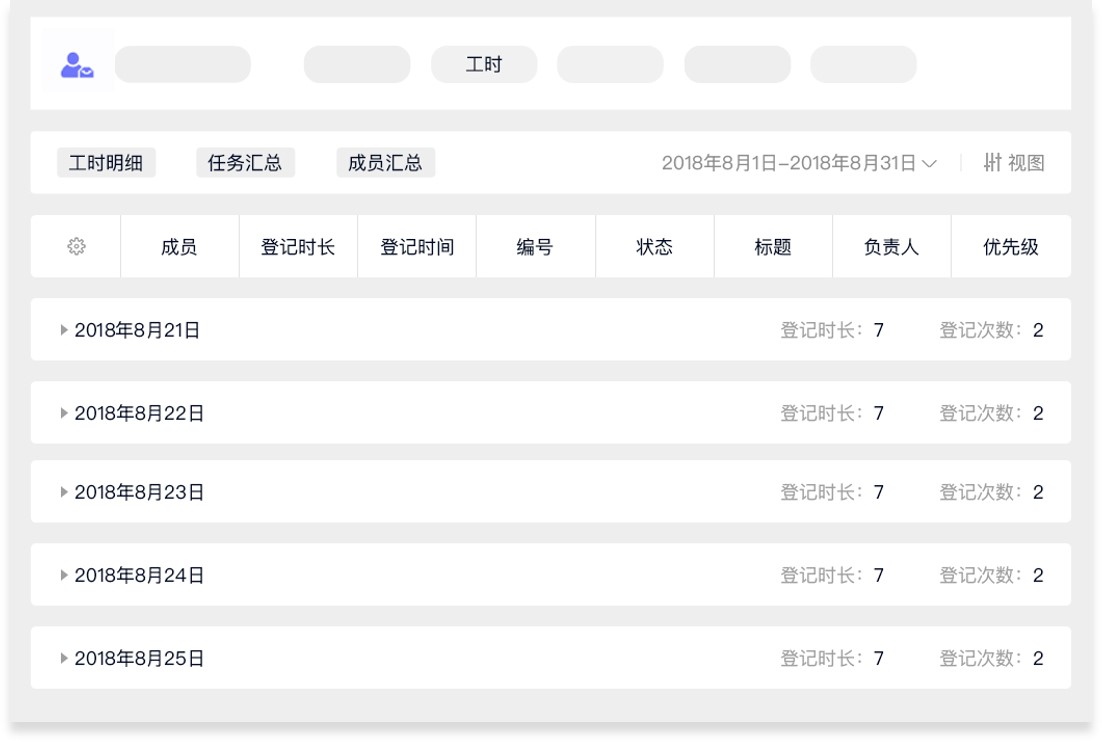 工时
工时明细 任务汇总 成员汇总 2018年8月1日-2018年8月31日 视图
成员 登记时长 登记时间 编号 状态 标题 负责人 优先级
2018年8月21日 登记时长：7 登记次数：2
2018年8月22日 登记时长：7 登记次数：2
2018年8月23日 登记时长：7 登记次数：2
2018年8月24日 登记时长：7 登记次数：2
2018年8月25日 登记时长：7 登记次数：2